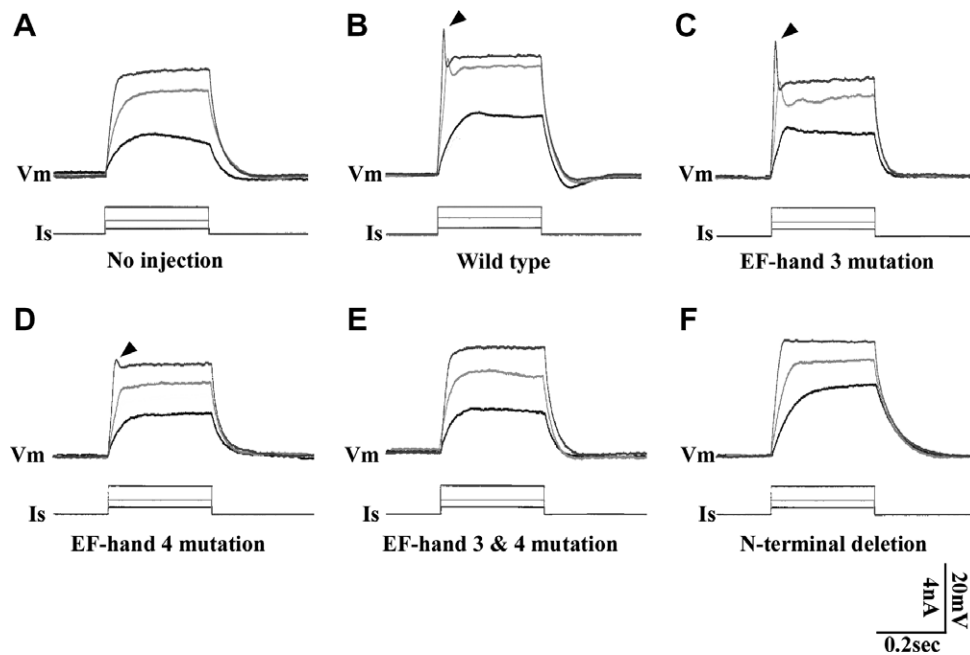 A
B
C
Vm
Vm
Vm
Is
Is
Is
No injection
Wild type
EF-hand 3 mutation
D
E
F
Vm
Vm
Vm
Is
Is
Is
EF-hand 4 mutation
EF-hand 3 & 4 mutation
N-terminal deletion
20mV
4nA
0.2sec